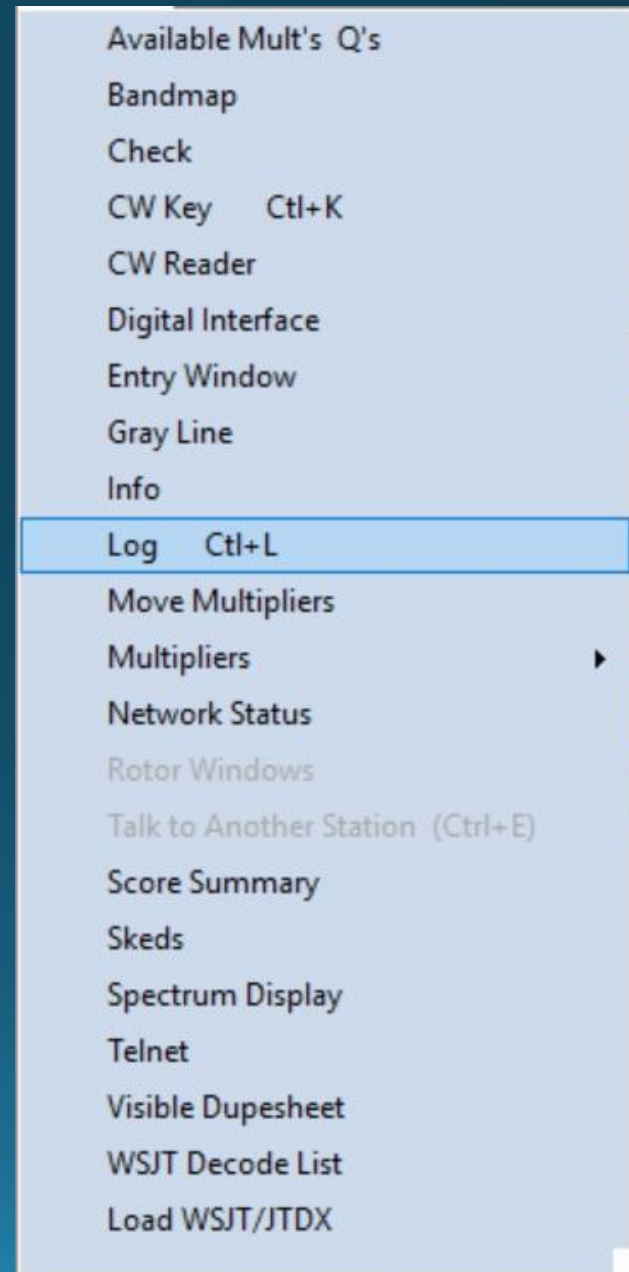 Available Mult's  Q's
Bandmap
Check
CW Key    Ctl+K
CW Reader
Digital Interface
Entry Window
Gray Line
Info
Log    Ctl+L
Move Multipliers
Multipliers
Network Status
Rotor Windows
Talk to Another Station  (Ctrl+E)
Score Summary
Skeds
Spectrum Display
Telnet
Visible Dupesheet
WSJT Decode List
Load WSJT/JTDX